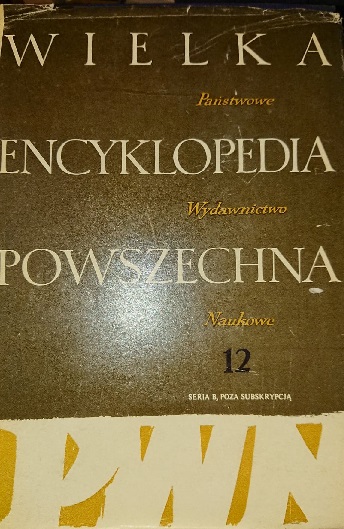 WIELKA
Państwowe
ENCYKLOPEDIA
Wydawnictwo
POWSZECHNA
Naukowe
12
SERIA B, POZA SUBSKRYPCJĄ
PWN